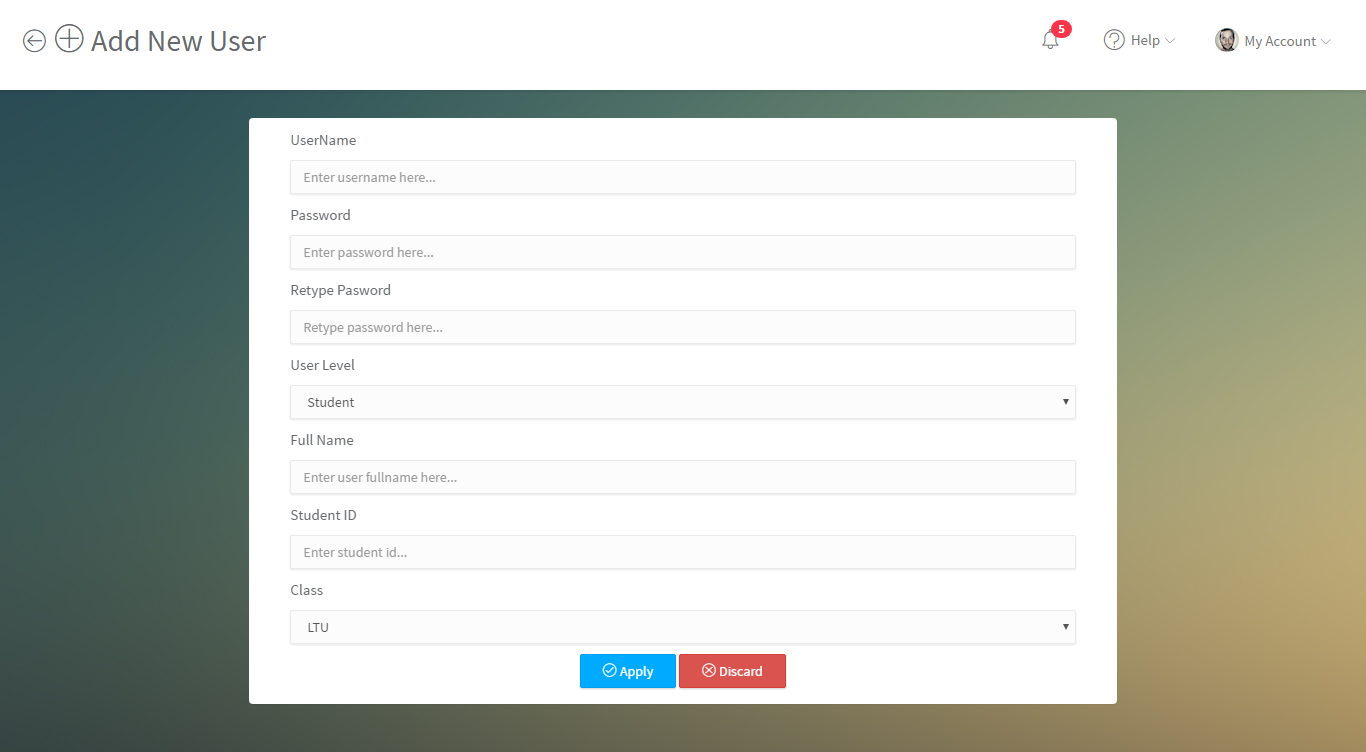 Add New User
5
Help
My Account
UserName
Enter username here...
Password
Enter password here...
Retype Pasword
Retype password here...
User Level
Student
Full Name
Enter user fullname here...
Student ID
Enter student id...
Class
LTU
Apply Discard